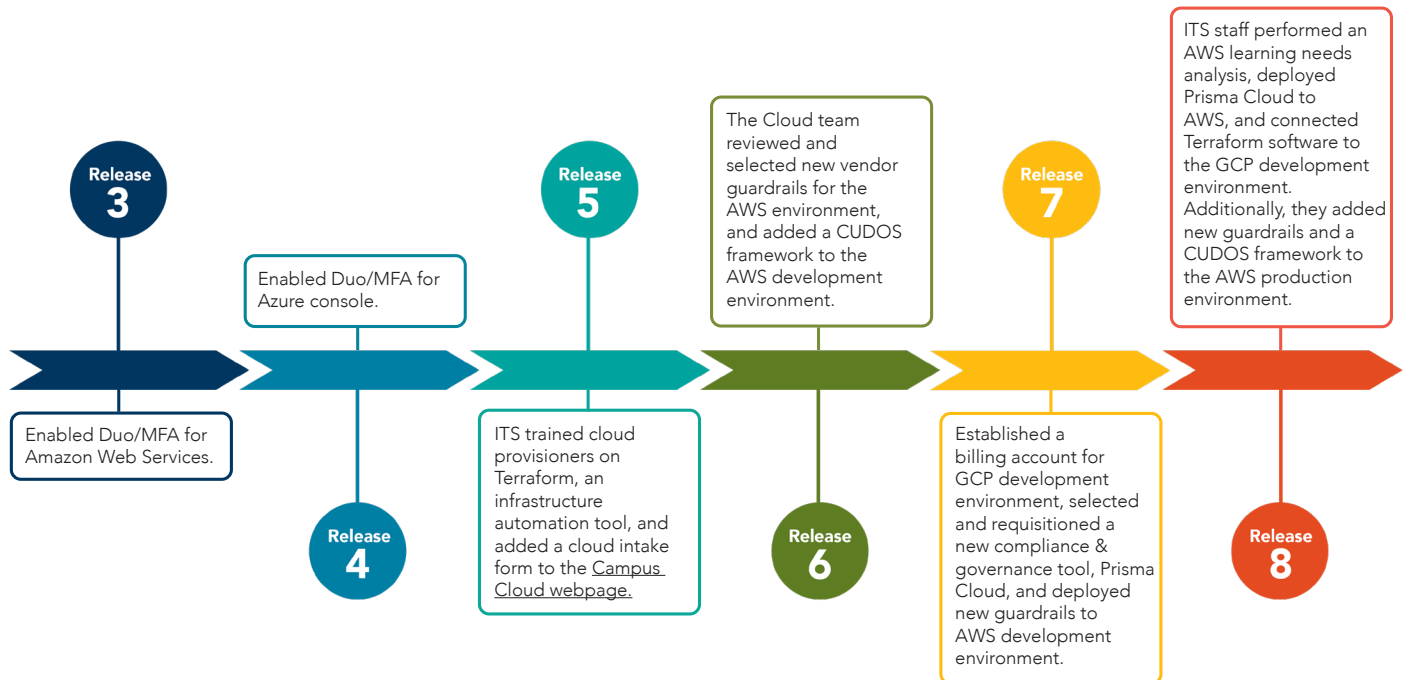 Release
3
Enabled Duo/MFA for
Amazon Web Services.
Enabled Duo/MFA for
Azure console.
Release
4
Release
5
ITS trained cloud
provisioners on
Terraform, an
infrastructure
automation tool, and
added a cloud intake
form to the Campus
Cloud webpage.
The Cloud team
reviewed and
selected new vendor
guardrails for the
AWS environment,
and added a CUDOS
framework to the
AWS development
environment.
Release
6
Release
7
Established a
billing account for
GCP development
environment, selected
and requisitioned a
new compliance &
governance tool, Prisma
Cloud, and deployed
new guardrails to
AWS development
environment.
ITS staff performed an
AWS learning needs
analysis, deployed
Prisma Cloud to
AWS, and connected
Terraform software to
the GCP development
environment.
Additionally, they added
new guardrails and a
CUDOS framework to
the AWS production
environment.
Release
8